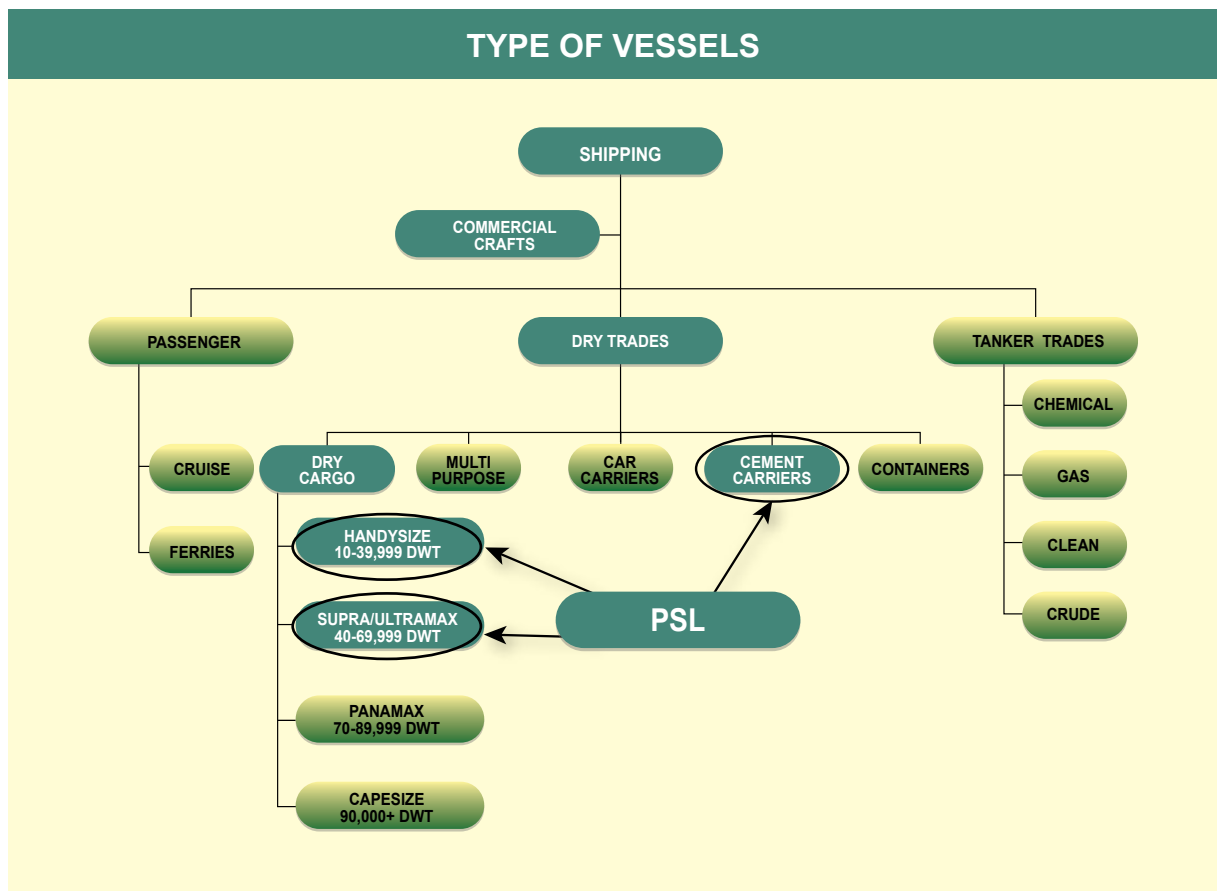 TYPE OF VESSELS
SHIPPING
COMMERCIAL
CRAFTS
PASSENGER
DRY TRADES
TANKER TRADES
CHEMICAL
CRUISE
DRY
CARGO
MULTI
PURPOSE
CAR
CARRIERS
CEMENT
CARRIERS
CONTAINERS
GAS
FERRIES
HANDYSIZE
10-39,999 DWT
CLEAN
SUPRA/ULTRAMAX
40-69,999 DWT
PSL
CRUDE
PANAMAX
70-89,999 DWT
CAPESIZE
90,000+ DWT